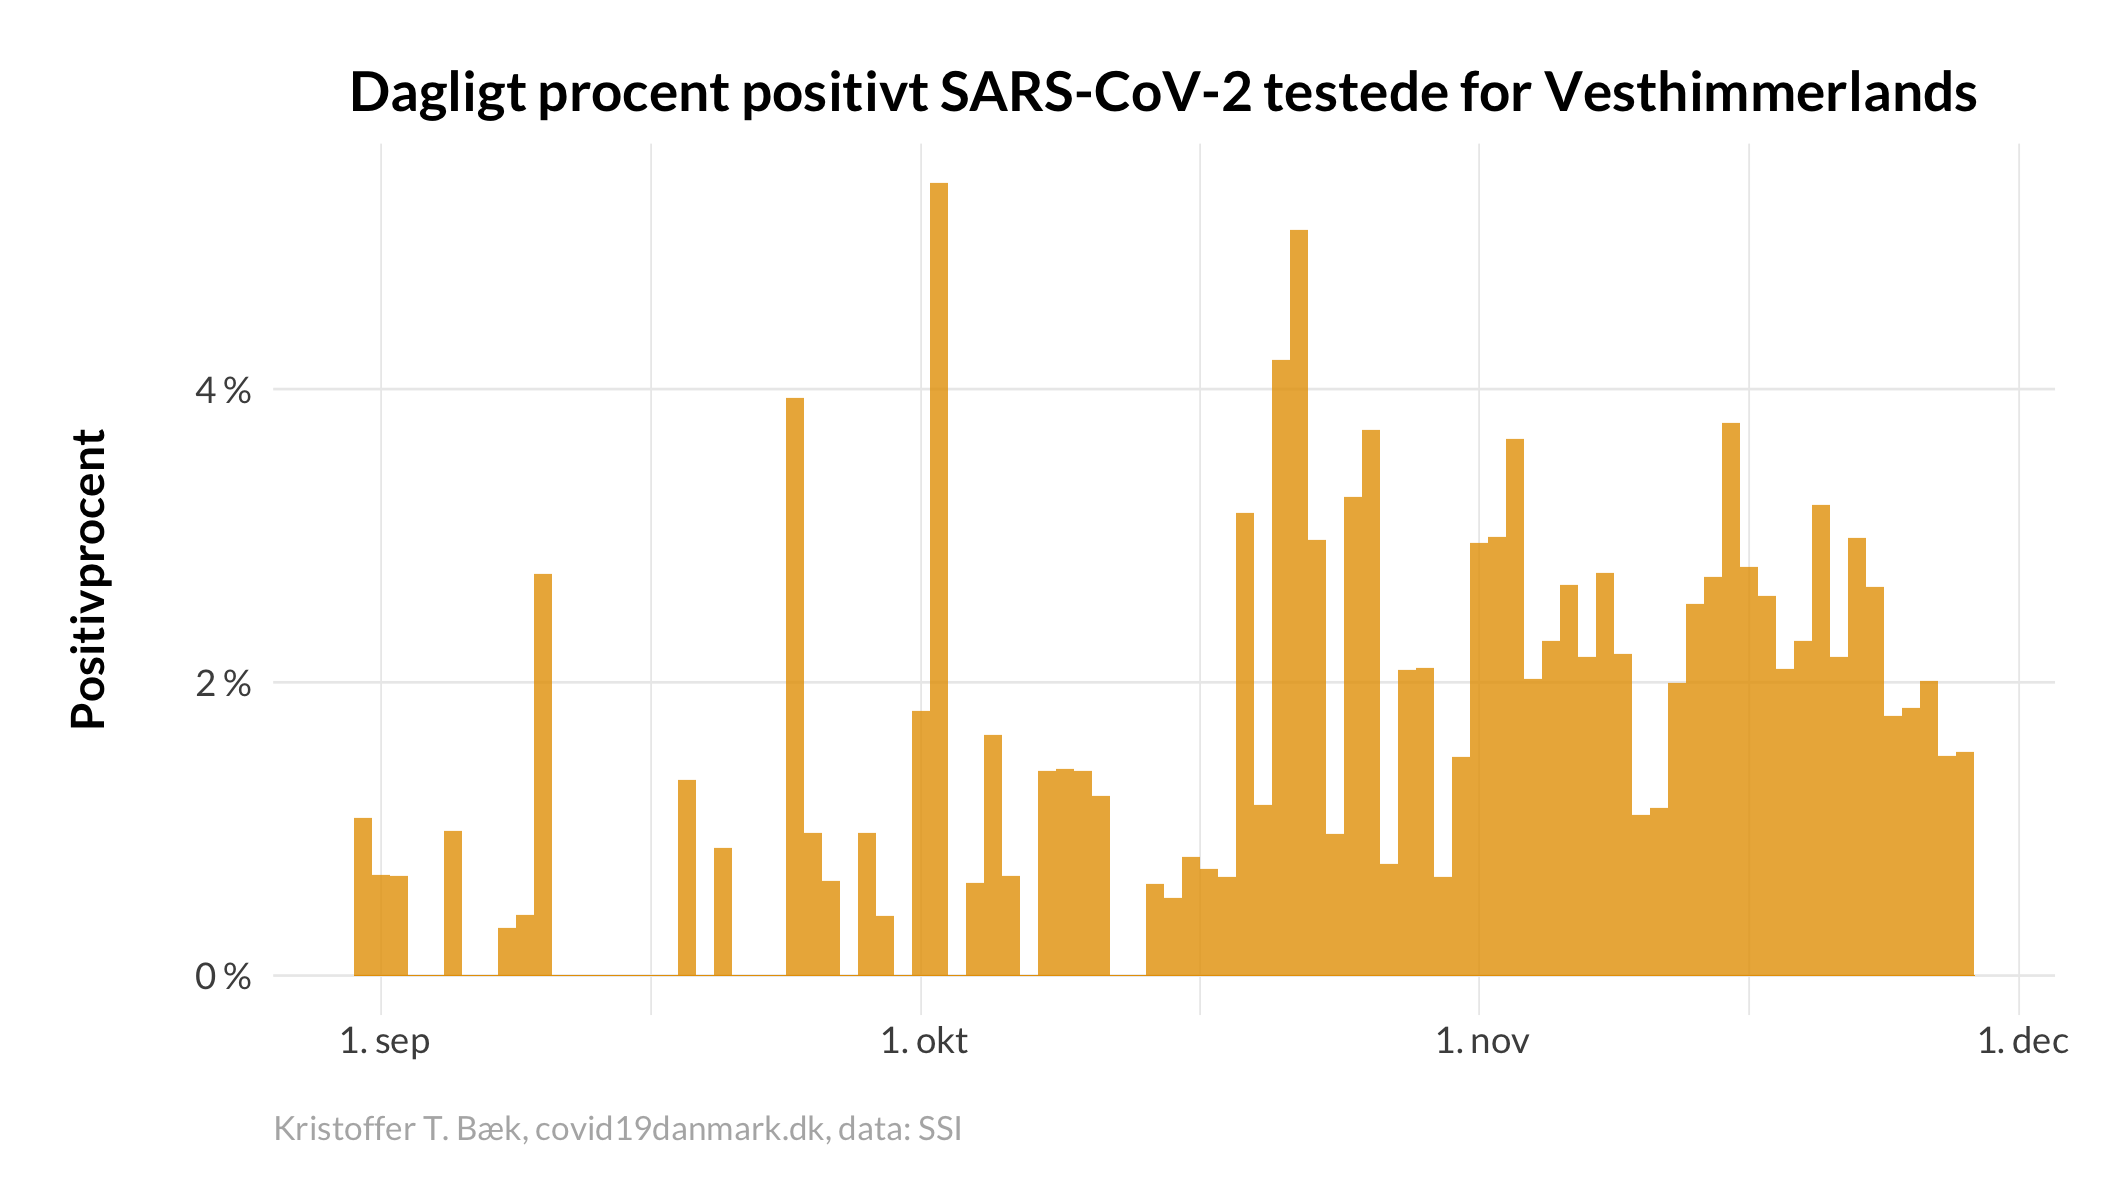 Dagligt procent positivt SARS-CoV-2 testede for Vesthimmerlands
Positivprocent
4 %
2 %
0 %
1. sep
1. okt
1. nov
1. dec
Kristoffer T. Bæk, covid19danmark.dk, data: SSI